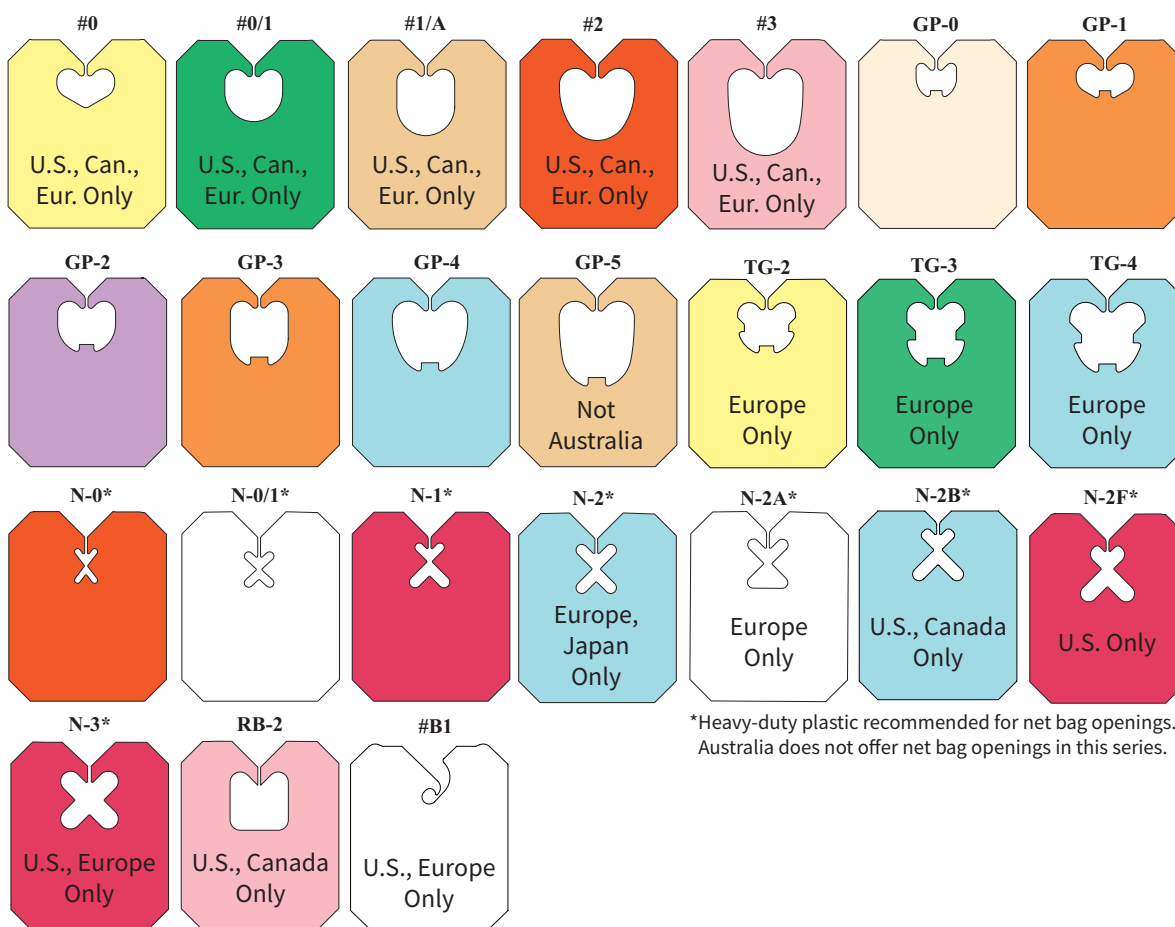 #0 #0/1 #1/A #2 #3 GP-0 GP-1
U.S., Can., U.S., Can., U.S., Can., U.S., Can., U.S., Can.,
Eur. Only Eur. Only Eur. Only Eur. Only Eur. Only
GP-2 GP-3 GP-4 GP-5 TG-2 TG-3 TG-4
Not Europe Europe Europe
Australia Only Only Only
N-0* N-0/1* N-1* N-2* N-2A* N-2B* N-2F*
Europe,
Japan
Only
Europe
Only
U.S., Canada
Only
U.S. Only
*Heavy-duty plastic recommended for net bag openings.
Australia does not offer net bag openings in this series.
N-3* RB-2 #B1
U.S., Europe U.S., Canada U.S., Europe
Only Only Only